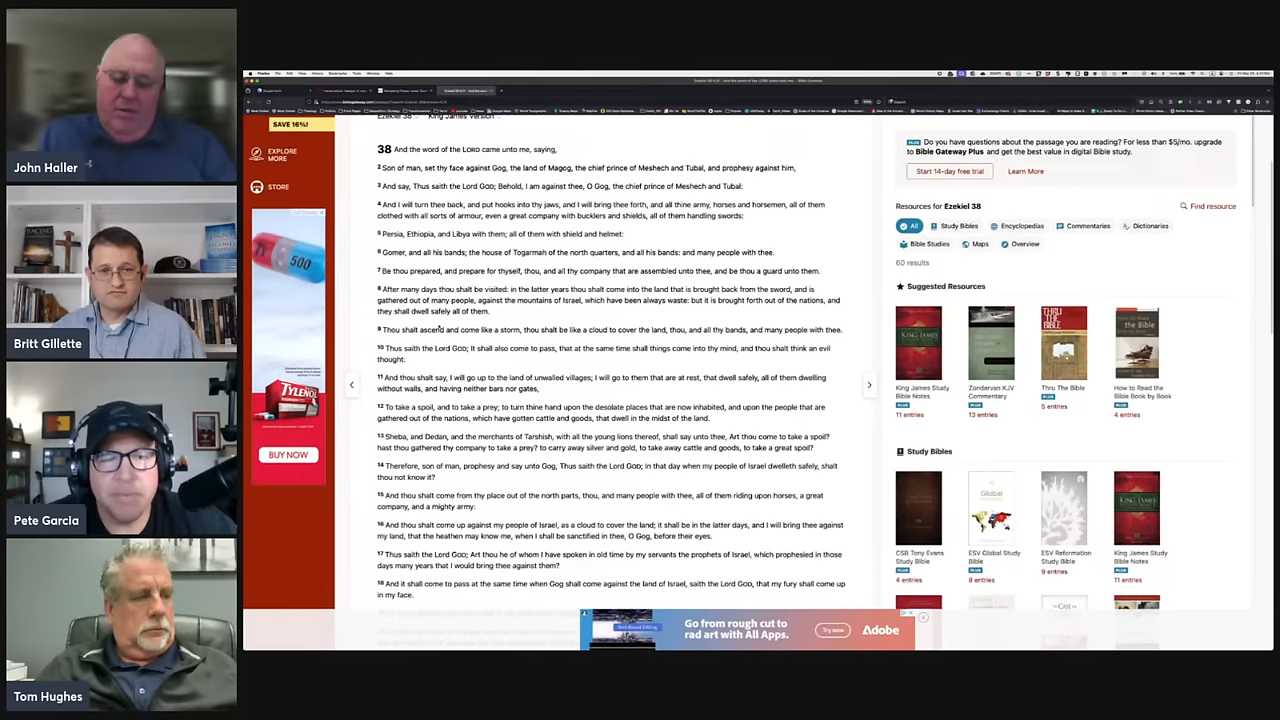 John Haller
Britt Gillette
Pete Garcia
Tom Hughes
SAVE 16%!
EXPLORE
MORE
STORE
500
TYLENOL
BUY NOW
Ezekiel 38
King James Version
38 And the word of the LORD came unto me, saying,
2 Son of man, set thy face against Gog, the land of Magog, the chief prince of Meshech and Tubal, and prophesy against him,
3 And say, Thus saith the Lord GOD; Behold, I am against thee, O Gog, the chief prince of Meshech and Tubal:
4 And I will turn thee back, and put hooks into thy jaws, and I will bring thee forth, and all thine army, horses and horsemen, all of them
clothed with all sorts of armour, even a great company with bucklers and shields, all of them handling swords:
5 Persia, Ethiopia, and Libya with them; all of them with shield and helmet:
6 Gomer, and all his bands; the house of Togarmah of the north quarters, and all his bands: and many people with thee.
7 Be thou prepared, and prepare for thyself, thou, and all thy company that are assembled unto thee, and be thou a guard unto them.
8 After many days thou shalt be visited: in the latter years thou shalt come into the land that is brought back from the sword, and is
gathered out of many people, against the mountains of Israel, which have been always waste: but it is brought forth out of the nations, and
they shall dwell safely all of them.
9 Thou shalt ascend and come like a storm, thou shalt be like a cloud to cover the land, thou, and all thy bands, and many people with thee.
10 Thus saith the Lord GOD; It shall also come to pass, that at the same time shall things come into thy mind, and thou shalt think an evil
thought:
11 And thou shalt say, I will go up to the land of unwalled villages; I will go to them that are at rest, that dwell safely, all of them dwelling
without walls, and having neither bars nor gates,
12 To take a spoil, and to take a prey; to turn thine hand upon the desolate places that are now inhabited, and upon the people that are
gathered out of the nations, which have gotten cattle and goods, that dwell in the midst of the land.
13 Sheba, and Dedan, and the merchants of Tarshish, with all the young lions thereof, shall say unto thee, Art thou come to take a spoil?
hast thou gathered thy company to take a prey? to carry away silver and gold, to take away cattle and goods, to take a great spoil?
14 Therefore, son of man, prophesy and say unto Gog, Thus saith the Lord GOD; In that day when my people of Israel dwelleth safely, shalt
thou not know it?
15 And thou shalt come from thy place out of the north parts, thou, and many people with thee, all of them riding upon horses, a great
company, and a mighty army:
16 And thou shalt come up against my people of Israel, as a cloud to cover the land; it shall be in the latter days, and I will bring thee against
my land, that the heathen may know me, when I shall be sanctified in thee, O Gog, before their eyes.
17 Thus saith the Lord GOD; Art thou he of whom I have spoken in old time by my servants the prophets of Israel, which prophesied in those
days many years that I would bring thee against them?
18 And it shall come to pass at the same time when Gog shall come against the land of Israel, saith the Lord GOD, that my fury shall come up
in my face.
PLUS Do you have questions about the passage you are reading? For less than $5/mo. upgrade
to Bible Gateway Plus and get the best value in digital Bible study.
Start 14-day free trial
Learn More
Resources for Ezekiel 38
Find resource
All
Study Bibles
Encyclopedias
Commentaries
Dictionaries
Bible Studies
Maps
Overview
60 results
Suggested Resources
King James Study
Bible Notes
PLUS
11 entries
Zondervan KJV
Commentary
PLUS
13 entries
Thru The Bible
PLUS
5 entries
How to Read the
Bible Book by Book
PLUS
4 entries
Study Bibles
CSB Tony Evans
Study Bible
PLUS
4 entries
ESV Global Study
Bible
PLUS
8 entries
ESV Reformation
Study Bible
9 entries
King James Study
Bible Notes
PLUS
11 entries
Go from rough cut to
rad art with All Apps.
Try now
Adobe